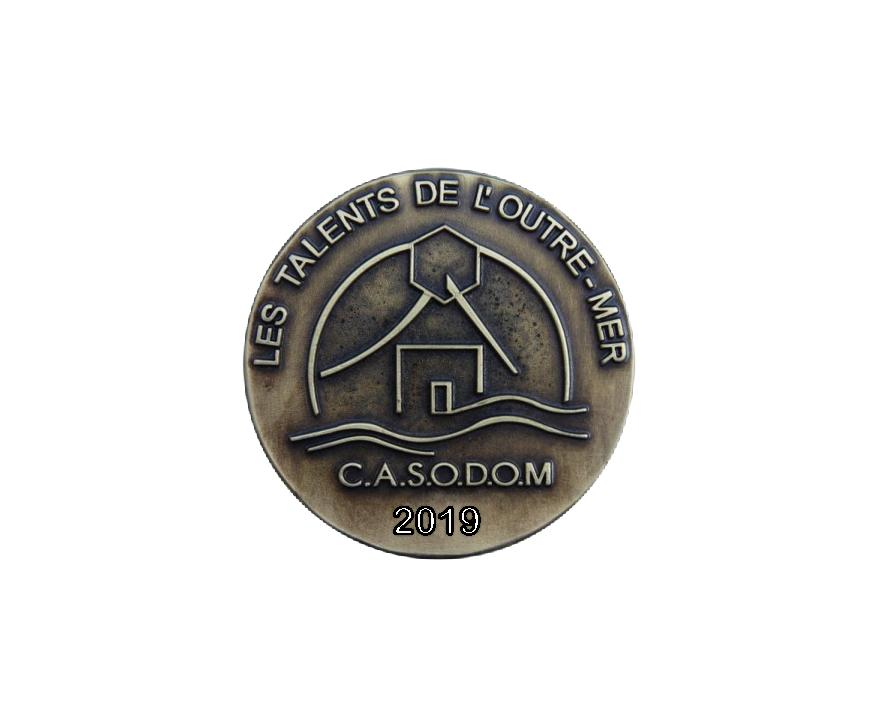 LES TALENTS DE L'OUTRE-MER
C.A.S.O.D.O.M
2019